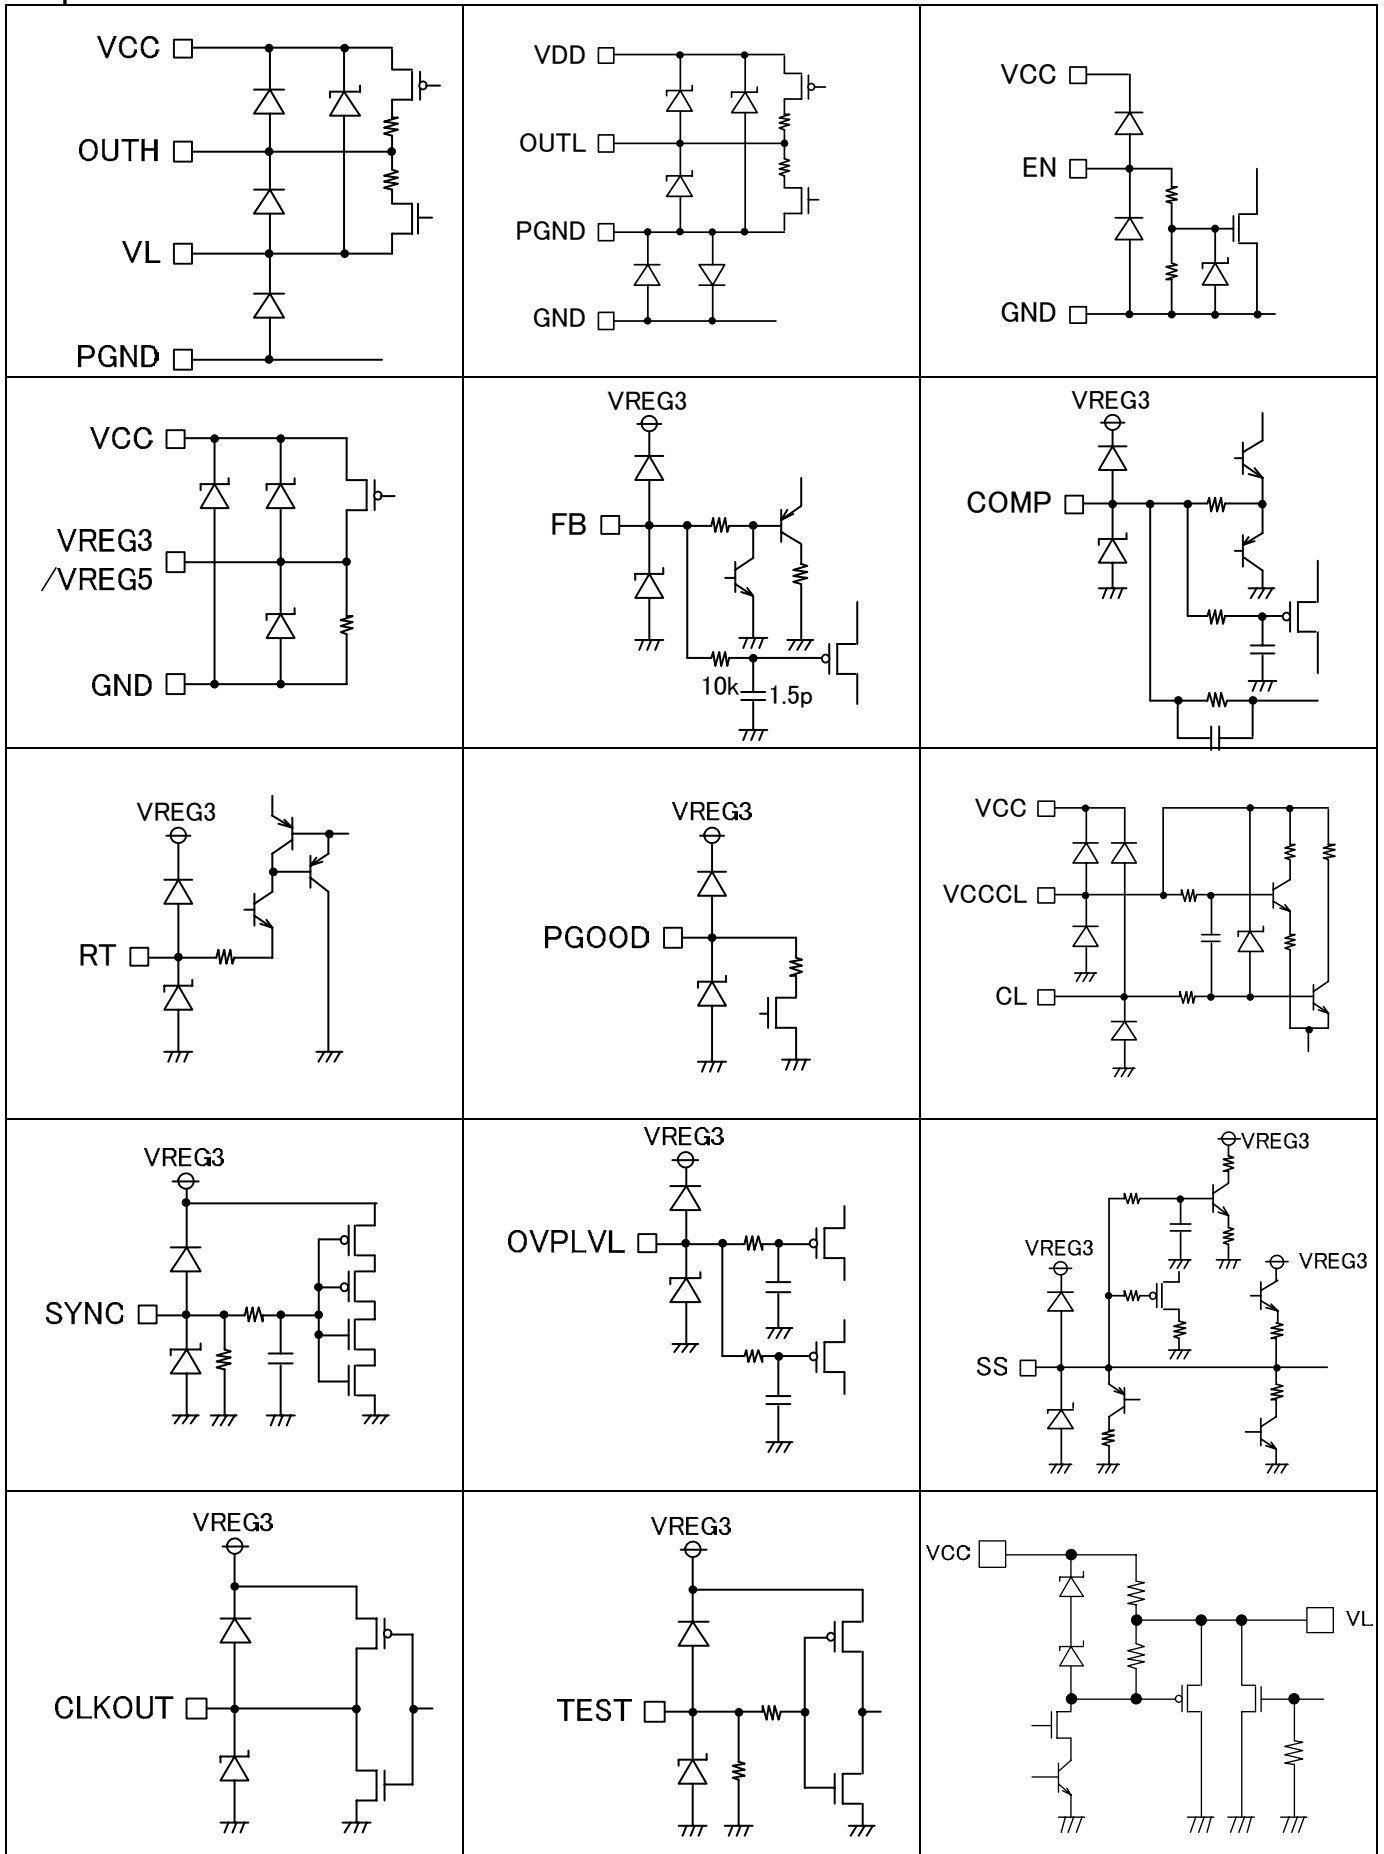 VCC
OUTH
VL
PGND
VDD
OUTL
PGND
GND
VCC
EN
GND
VCC
VREG3
/VREG5
GND
VREG3
FB
10k
1.5p
VREG3
COMP
VREG3
RT
VREG3
PGOOD
VCC
VCCCL
CL
VREG3
SYNC
VREG3
OVPLVL
VREG3
VREG3
VREG3
SS
VREG3
CLKOUT
VREG3
TEST
VCC
VL